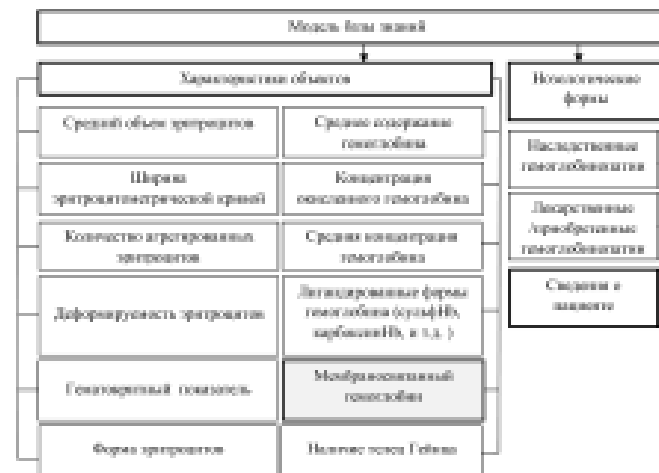 Модель базы знаний
Характеристики объектов
Нозологические
формы
Средний объем эритроцитов
Среднее содержание
гемоглобина
Наследственные
гемоглобинопатии
Ширина
эритроцитометрической кривой
Концентрация
окисленного гемоглобина
Лекарственные
/приобретенные
гемоглобинопатии
Количество агрегированных
эритроцитов
Средняя концентрация
гемоглобина
Сведения о
пациенте
Деформируемость эритроцитов
Лигандированные формы
гемоглобина (сульфHb,
карбоксиHb, и т.д. )
Гематокритный показатель
Мембраносвязанный
гемоглобин
Форма эритроцитов
Наличие телец Гейнца